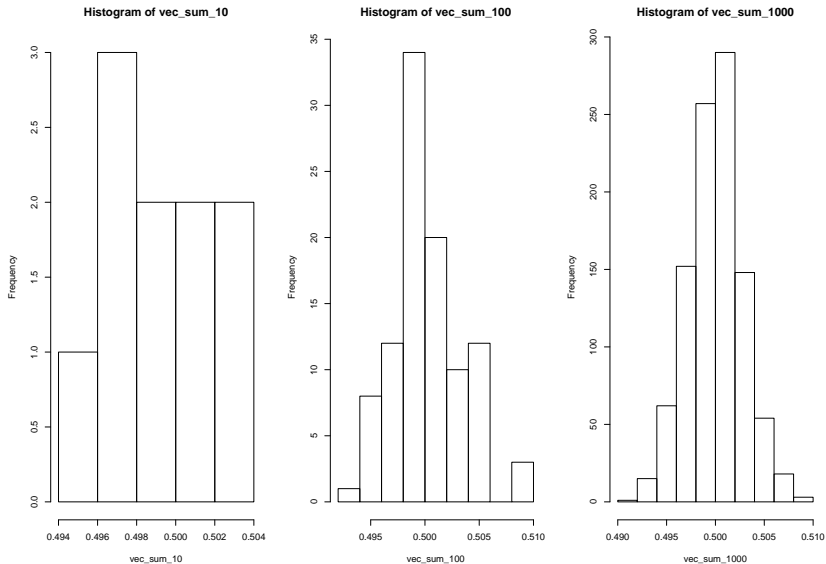 Histogram of vec_sum_10
3.0
2.5
2.0
1.5
1.0
0.5
0.0
Frequency
0.494 0.496 0.498 0.500 0.502 0.504
vec_sum_10
Histogram of vec_sum_100
35
30
25
20
15
10
5
0
Frequency
0.495 0.500 0.505 0.510
vec_sum_100
Histogram of vec_sum_1000
300
250
200
150
100
50
0
Frequency
0.490 0.495 0.500 0.505 0.510
vec_sum_1000